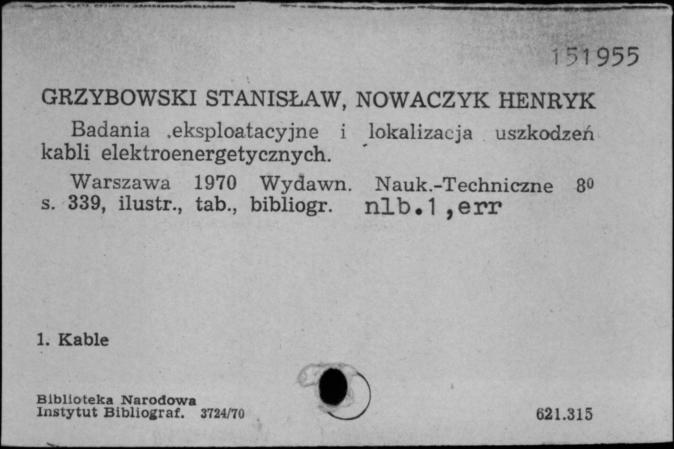 151955
GRZYBOWSKI STANISŁAW, NOWACZYK HENRYK
Badania eksploatacyjne i lokalizacja uszkodzeń
kabli elektroenergetycznych.
Warszawa 1970 Wydawn. Nauk.-Techniczne 8⁰
s. 339, ilustr., tab., bibliogr. nlb.1,err
1. Kable
Biblioteka Narodowa
Instytut Bibliograf. 3724/70
621.315